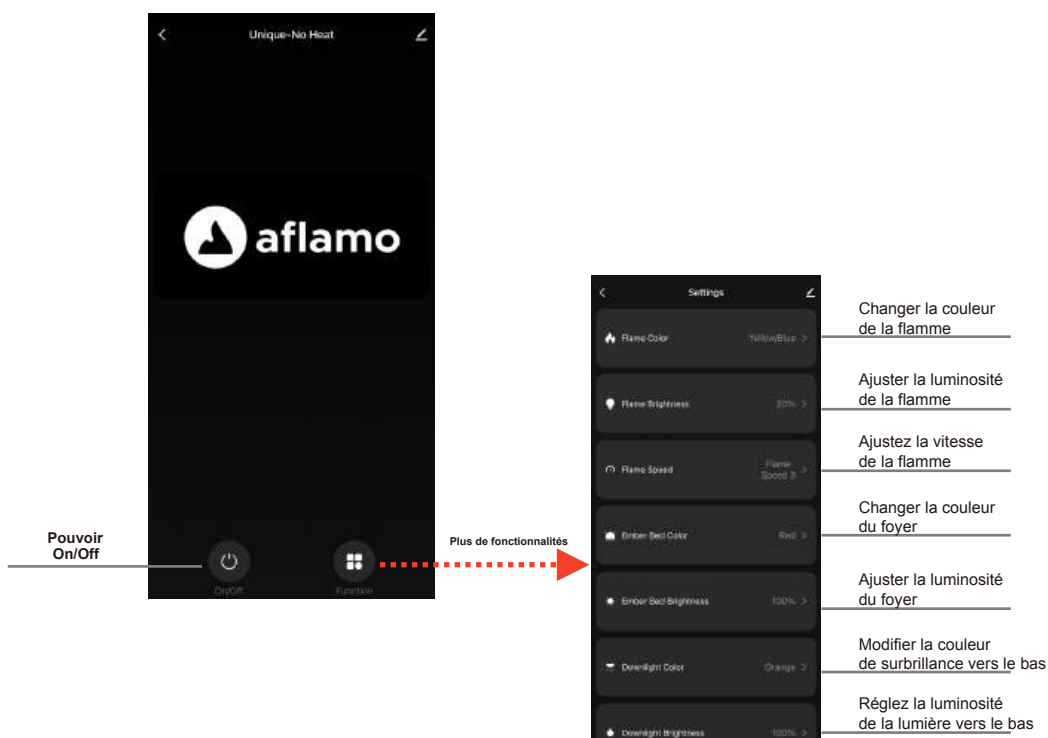 Unique-No Heat
aflamo
Pouvoir
On/Off
On/Off
Function
Plus de fonctionnalités
Settings
Flame Color
Yellow/Blue
Changer la couleur
de la flamme
Flame Brightness
Ajuster la luminosité
de la flamme
Flame Speed
Flame
Speed 3
Ajustez la vitesse
de la flamme
Ember Bed Color
Red
Changer la couleur
du foyer
Ember Bed Brightness
100%
Ajuster la luminosité
du foyer
Downlight Color
Orange
Modifier la couleur
de surbrillance vers le bas
Downlight Brightness
100%
Réglez la luminosité
de la lumière vers le bas